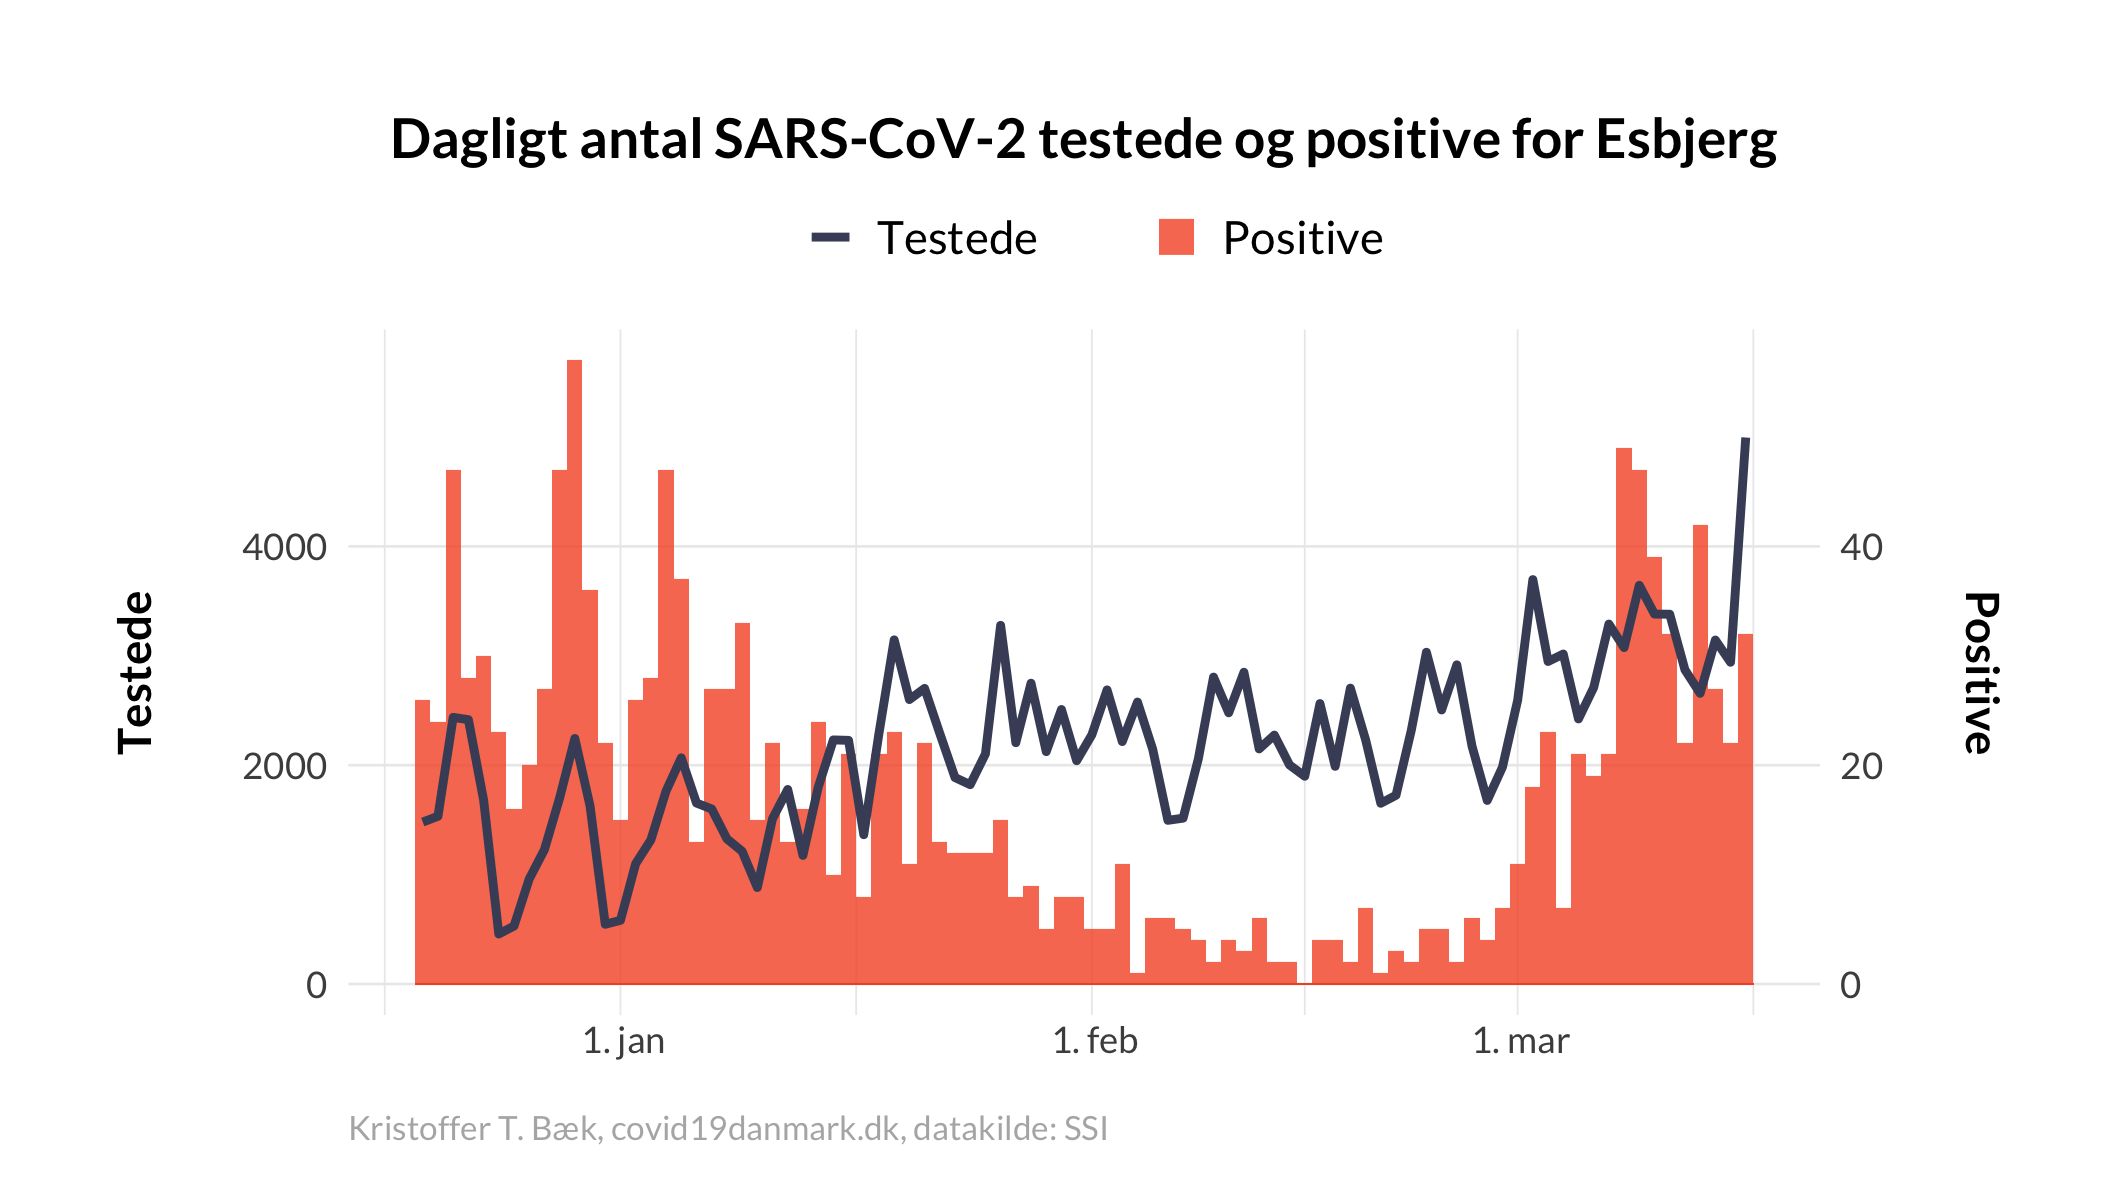 Dagligt antal SARS-CoV-2 testede og positive for Esbjerg
Testede
Positive
4000
2000
0
Testede
40
20
0
Positive
1. jan
1. feb
1. mar
Kristoffer T. Bæk, covid19danmark.dk, datakilde: SSI